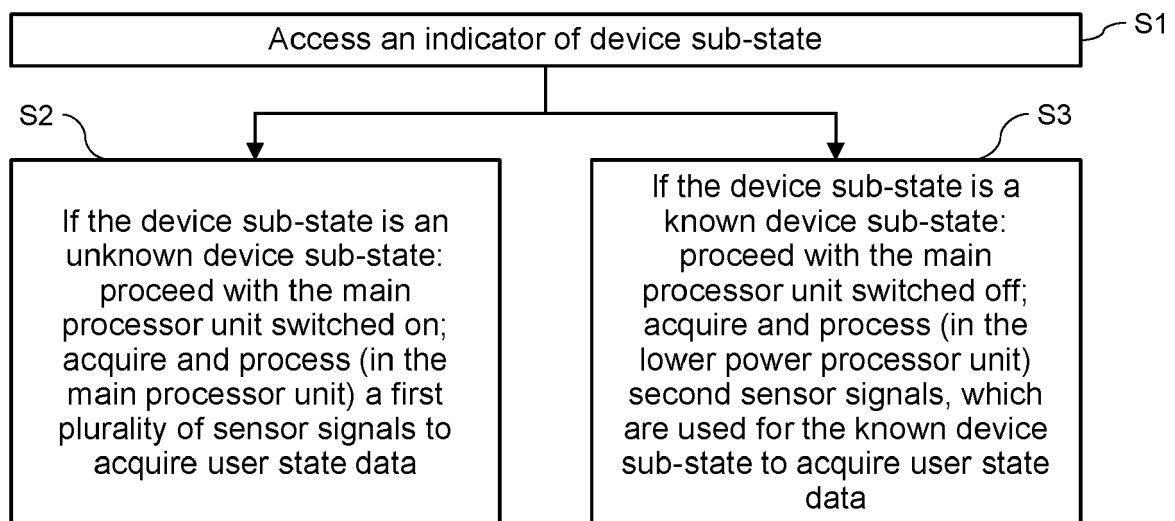 Access an indicator of device sub-state
S1
S2
If the device sub-state is an
unknown device sub-state:
proceed with the main
processor unit switched on;
acquire and process (in the
main processor unit) a first
plurality of sensor signals to
acquire user state data
S3
If the device sub-state is a
known device sub-state:
proceed with the main
processor unit switched off;
acquire and process (in the
lower power processor unit)
second sensor signals, which
are used for the known device
sub-state to acquire user state
data